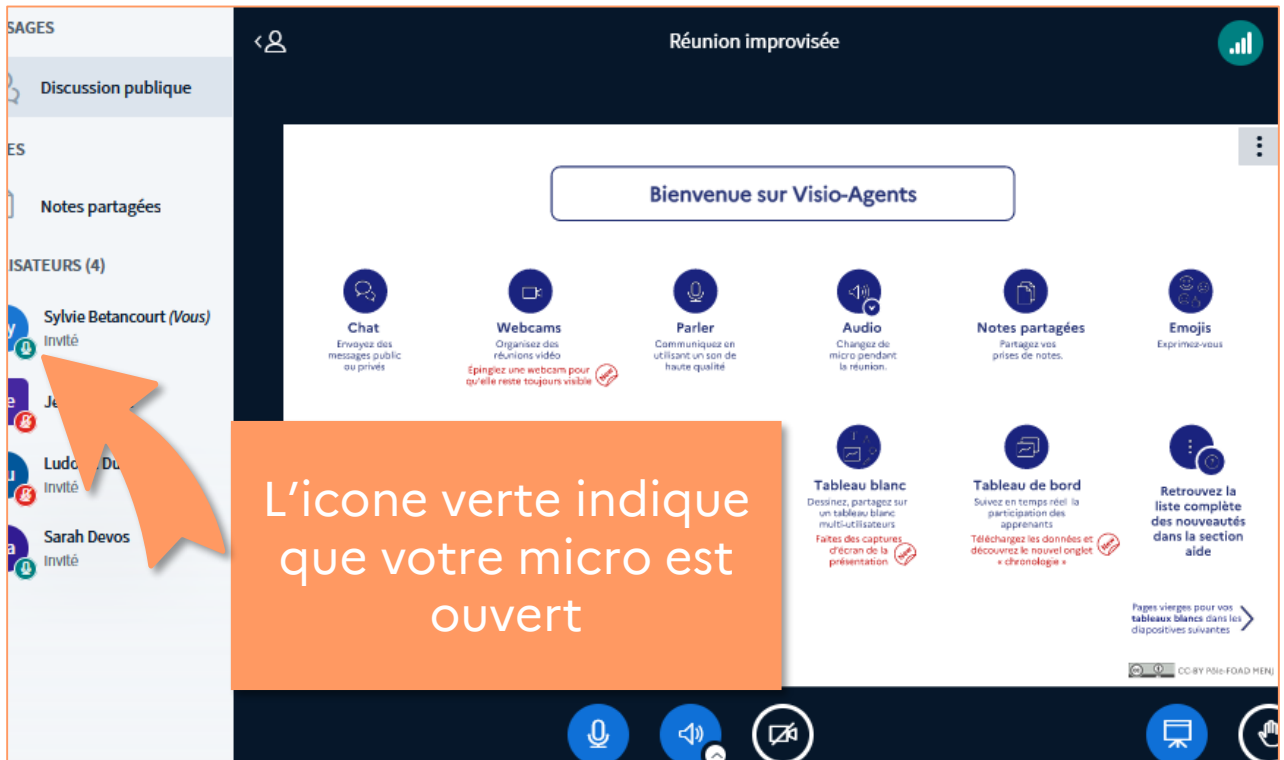 SAGES
Discussion publique
ES
Notes partagées
ISATEURS (4)
y
Sylvie Betancourt (Vous)
Invité
e
Je
u
Invité
a
Sarah Devos
Invité
Réunion improvisée
Bienvenue sur Visio-Agents
Chat
Envoyez des
messages public
ou privés
Webcams
Organisez des
réunions vidéo
Epinglez une webcam pour
qu'elle reste toujours visible
New
Parler
Communiquez en
utilisant un son de
haute qualité
Audio
Changez de
micro pendant
la réunion.
Notes partagées
Partagez vos
prises de notes.
Emojis
Exprimez-vous
Tableau blanc
Dessinez, partagez sur
un tableau blanc
multi-utilisateurs
Faites des captures
d'écran de la
présentation
New
Tableau de bord
Suivez en temps réel la
participation des
apprenants
Téléchargez les données et
découvrez le nouvel onglet
« chronologie »
New
Retrouvez la
liste complète
des nouveautés
dans la section
aide
Pages vierges pour vos
tableaux blancs dans les
diapositives suivantes
CC-BY Pôle-FOAD MENJ
L'icone verte indique
que votre micro est
ouvert